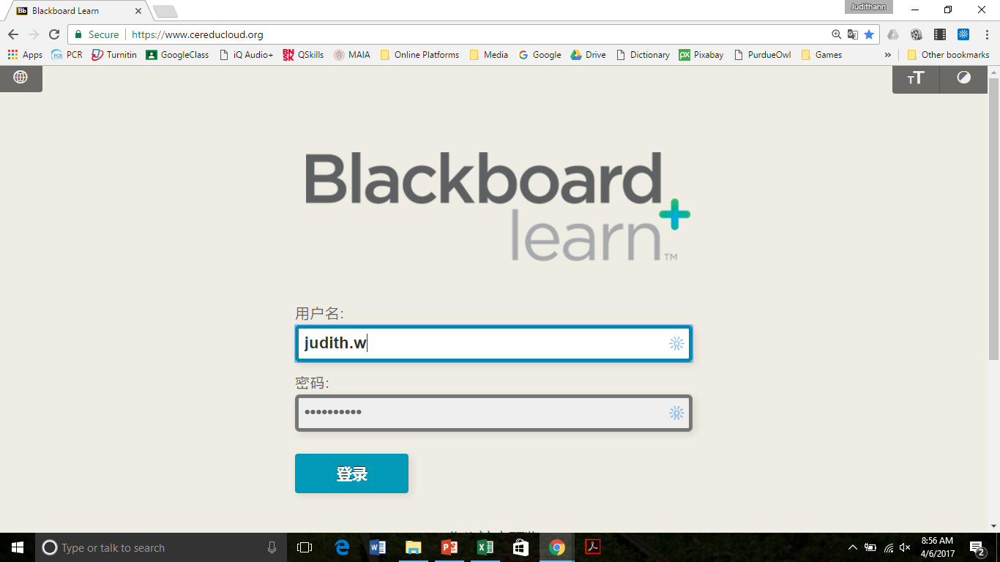 Blackboard Learn
Judithann
Secure
https://www.cereducloud.org
Apps
PCR
Turnitin
GoogleClass
iQ Audio+
QSkills
MAIA
Online Platforms
Media
Google
Drive
Dictionary
Pixabay
PurdueOwl
Games
»
Other bookmarks
TT
Blackboard
learn+™
用户名:
judith.w
密码:
••••••••••
登录
Type or talk to search
8:56 AM
4/6/2017
2